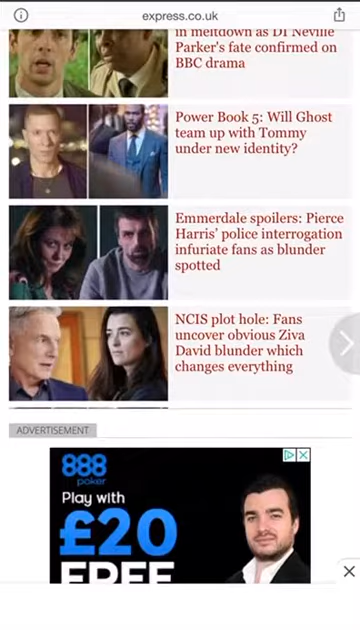 express.co.uk
in meltdown as DI Neville
Parker's fate confirmed on
BBC drama
Power Book 5: Will Ghost
team up with Tommy
under new identity?
Emmerdale spoilers: Pierce
Harris' police interrogation
infuriate fans as blunder
spotted
NCIS plot hole: Fans
uncover obvious Ziva
David blunder which
changes everything
ADVERTISEMENT
888
poker
Play with
£20
FREE